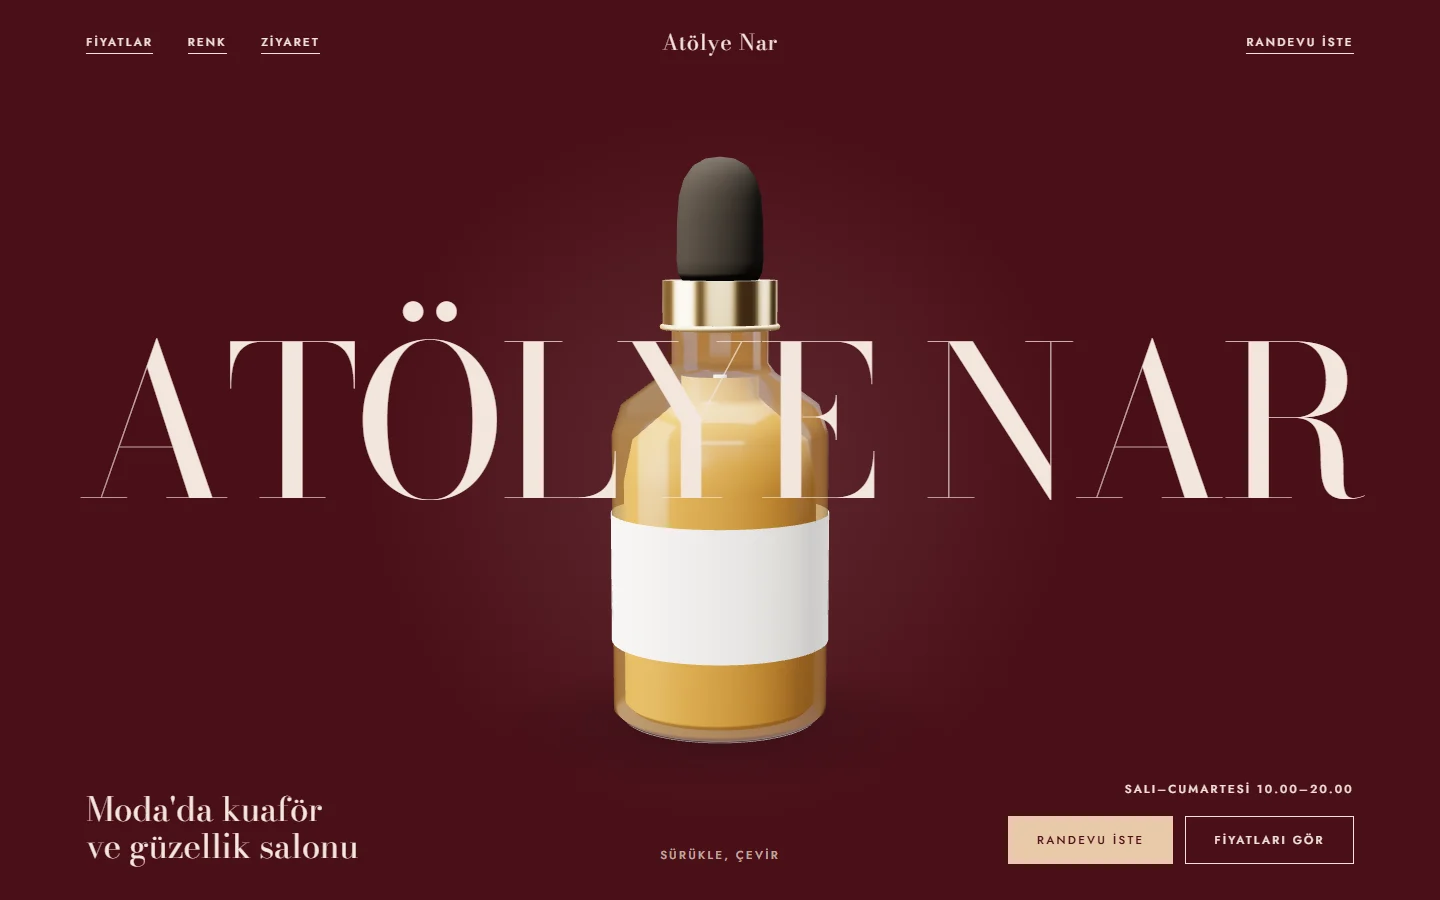 FİYATLAR RENK ZİYARET Atölye Nar RANDEVU İSTE
ATÖLYE NAR
SALI–CUMARTESİ 10.00–20.00
Moda'da kuaför
ve güzellik salonu
SÜRÜKLE, ÇEVİR
RANDEVU İSTE FİYATLARI GÖR